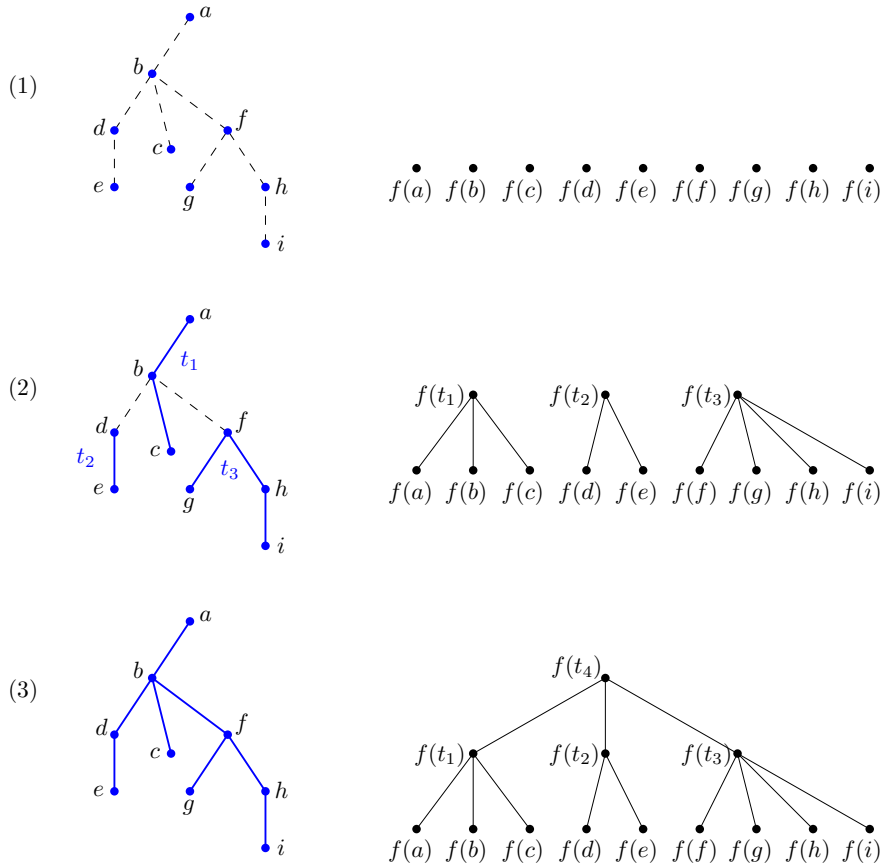 a
b
(1)
d
f
c
e
g
h
i
f(a) f(b) f(c) f(d) f(e) f(f) f(g) f(h) f(i)
a
t₁
b
(2)
f(t₁) f(t₂) f(t₃)
d
f
t₂
c
t₃
e
g
h
i
f(a) f(b) f(c) f(d) f(e) f(f) f(g) f(h) f(i)
a
b
f(t₄)
(3)
d
f
c
f(t₁) f(t₂) f(t₃)
e
g
h
i
f(a) f(b) f(c) f(d) f(e) f(f) f(g) f(h) f(i)